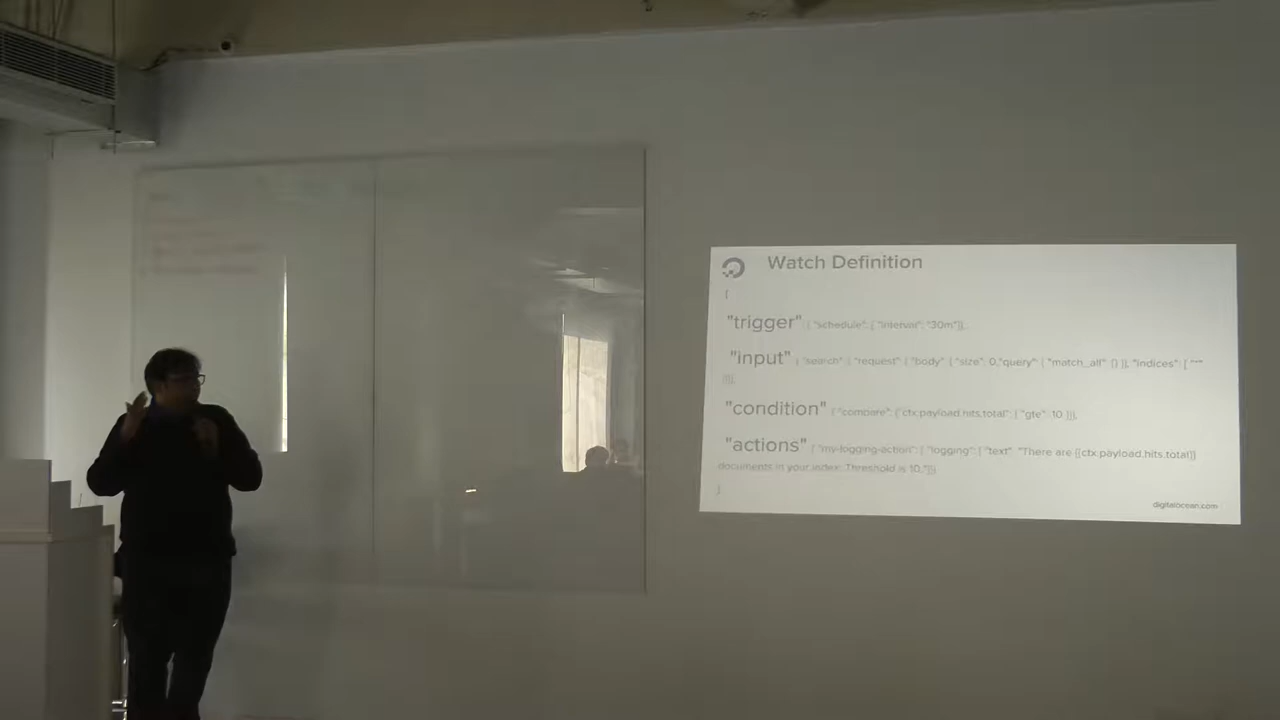 Watch Definition
{
"trigger": { "schedule": { "interval": "30m"}},
"input" { "search": { "request": { "body": { "size": 0,"query": { "match_all": {} }}, "indices": [ "*"
]}}},
"condition" { "compare": {"ctx.payload.hits.total": { "gte": 10 }}},
"actions" { "my-logging-action": { "logging": { "text": "There are {{ctx.payload.hits.total}}
documents in your index. Threshold is 10."}}}
}
digitalocean.com